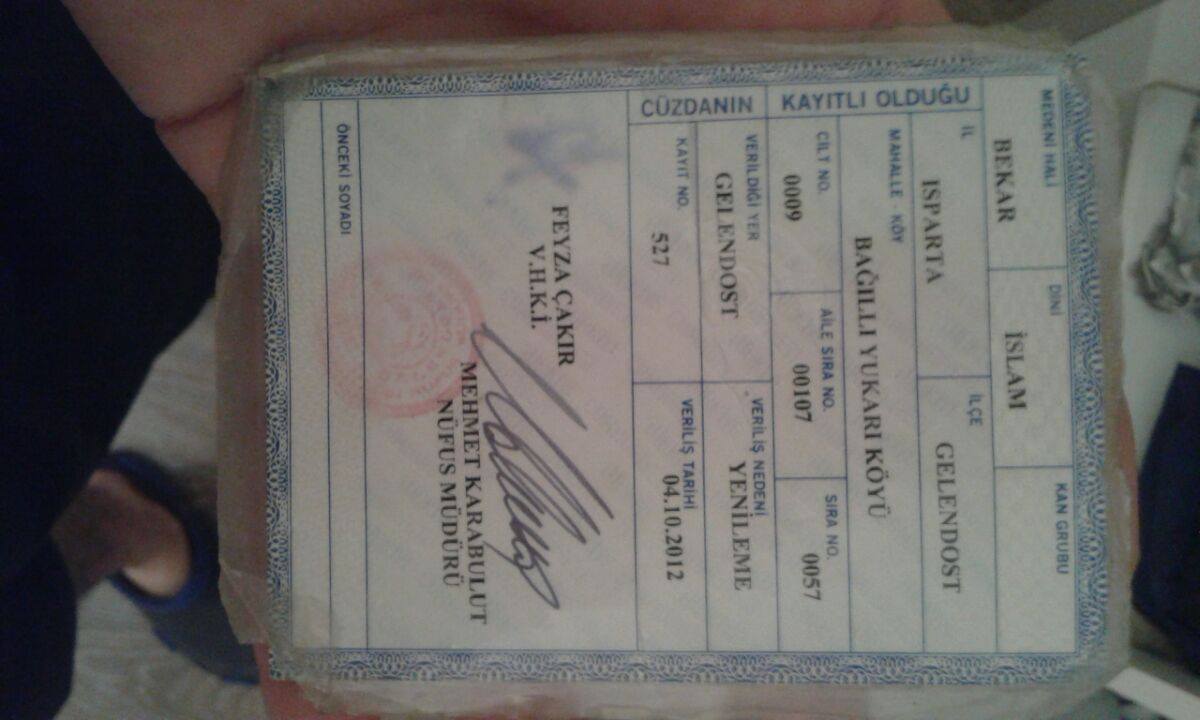 MEDENİ HALİ DİNİ KAN GRUBU
BEKAR İSLAM
KAYITLI OLDUĞU
İL İLÇE
ISPARTA GELENDOST
MAHALLE - KÖY
BAĞILLI YUKARI KÖYÜ
CİLT NO. AİLE SIRA NO. SIRA NO.
0009 00107 0057
CÜZDANIN
VERİLDİĞİ YER VERİLİŞ NEDENİ
GELENDOST YENİLEME
KAYIT NO. VERİLİŞ TARİHİ
527 04.10.2012
FEYZA ÇAKIR
V.H.K.İ.
MEHMET KARABULUT
NÜFUS MÜDÜRÜ
ÖNCEKİ SOYADI